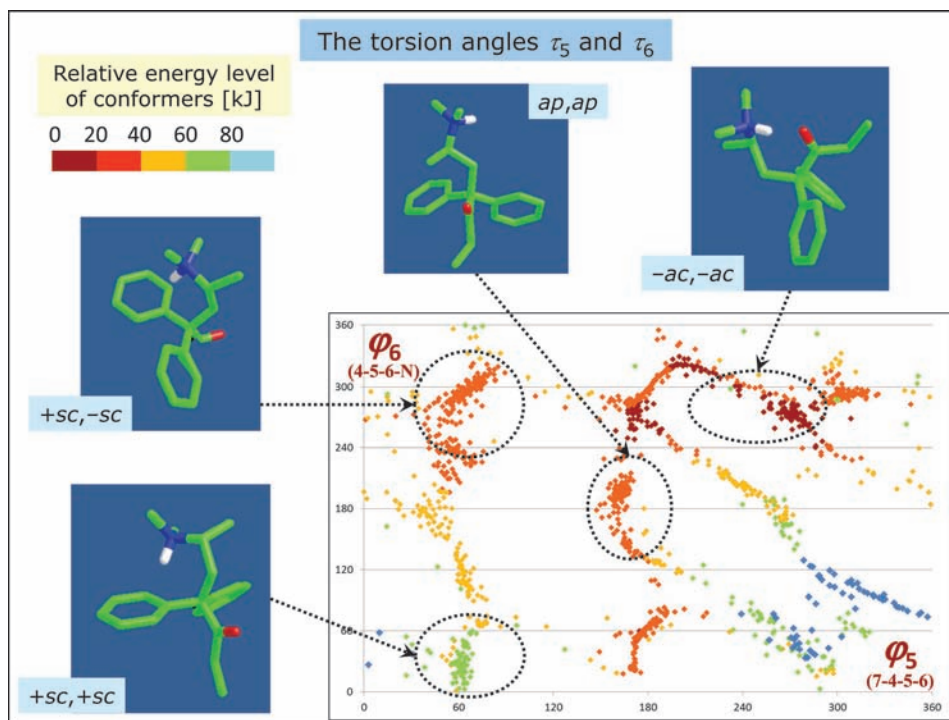 The torsion angles τ5 and τ6
Relative energy level
of conformers [kJ]
0 20 40 60 80
ap,ap
–ac,–ac
+sc,–sc
+sc,+sc
360
300
240
180
120
60
0
φ6
(4-5-6-N)
φ5
(7-4-5-6)
0 60 120 180 240 300 360